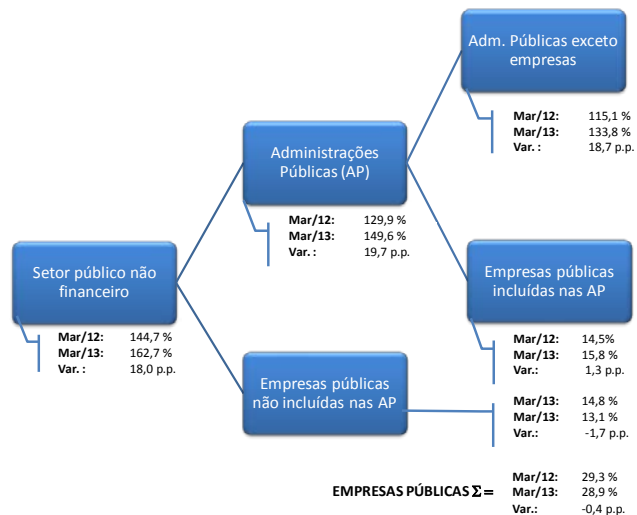 Adm. Públicas exceto
empresas
Mar/12: 115,1 %
Mar/13: 133,8 %
Var. : 18,7 p.p.
Administrações
Públicas (AP)
Mar/12: 129,9 %
Mar/13: 149,6 %
Var. : 19,7 p.p.
Setor público não
financeiro
Mar/12: 144,7 %
Mar/13: 162,7 %
Var. : 18,0 p.p.
Empresas públicas
incluídas nas AP
Mar/12: 14,5%
Mar/13: 15,8 %
Var.: 1,3 p.p.
Empresas públicas
não incluídas nas AP
Mar/13: 14,8 %
Mar/13: 13,1 %
Var.: -1,7 p.p.
EMPRESAS PÚBLICAS Σ =
Mar/12: 29,3 %
Mar/13: 28,9 %
Var.: -0,4 p.p.